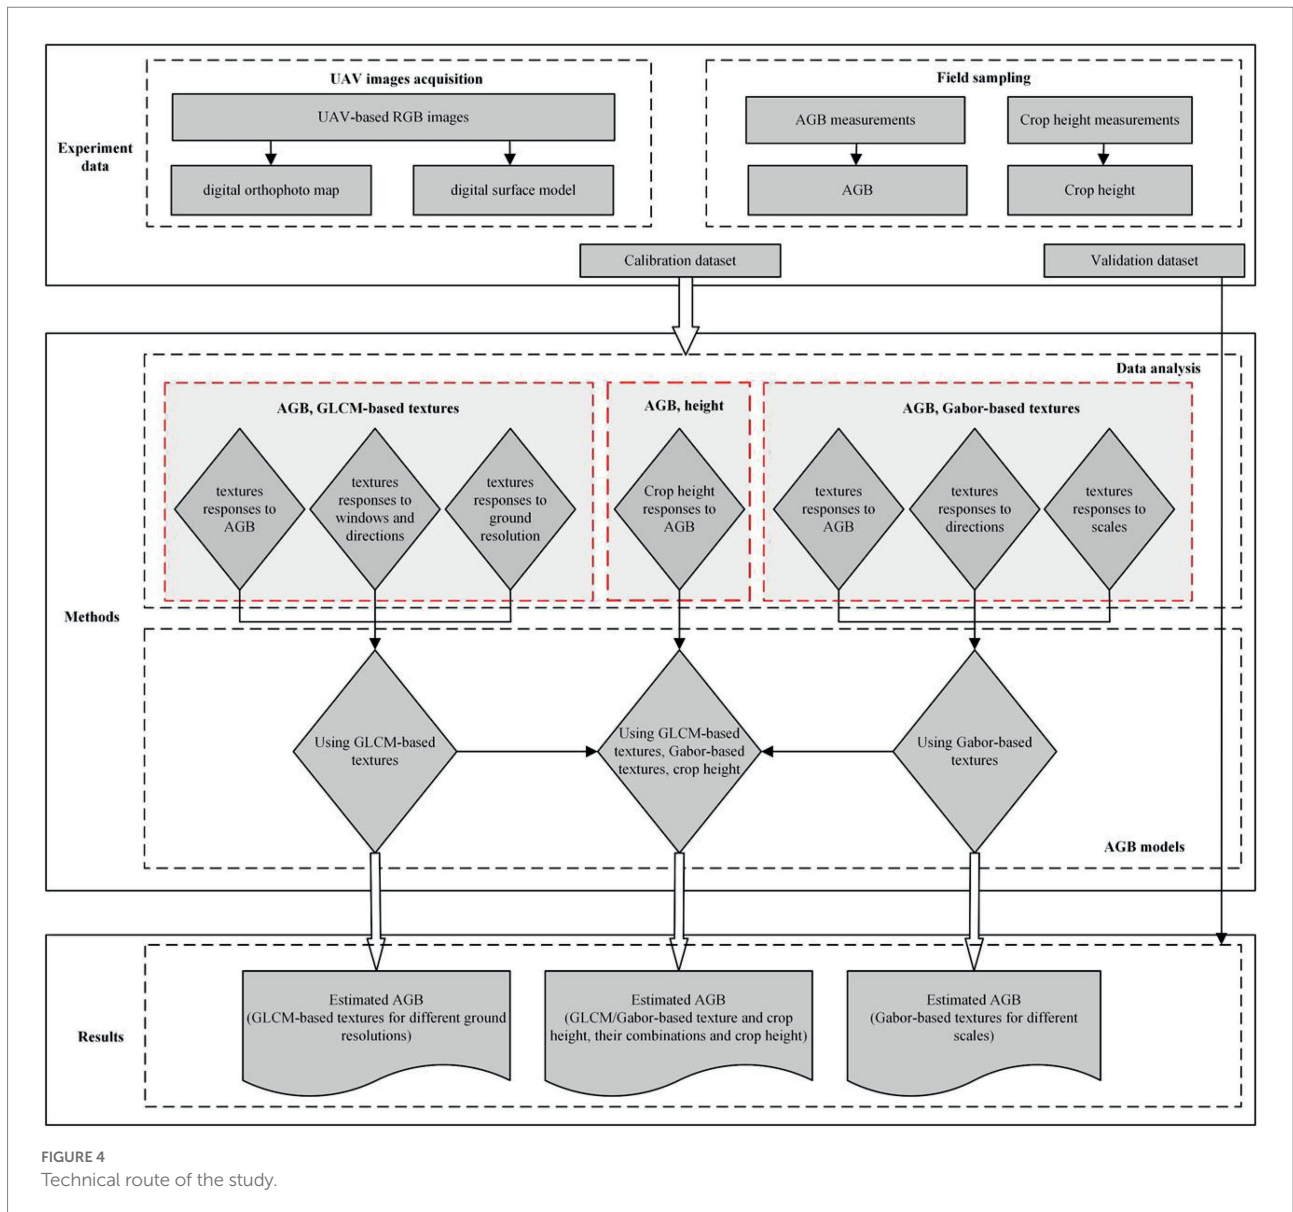 UAV images acquisition
UAV-based RGB images
digital orthophoto map
digital surface model
Field sampling
AGB measurements
Crop height measurements
AGB
Crop height
Experiment
data
Calibration dataset
Validation dataset
Data analysis
AGB, GLCM-based textures
textures
responses to
AGB
textures
responses to
windows and
directions
textures
responses to
ground
resolution
AGB, height
Crop height
responses to
AGB
AGB, Gabor-based textures
textures
responses to
AGB
textures
responses to
directions
textures
responses to
scales
Methods
Using GLCM-based
textures
Using GLCM-based
textures, Gabor-based
textures, crop height
Using Gabor-based
textures
AGB models
Results
Estimated AGB
(GLCM-based textures for different ground
resolutions)
Estimated AGB
(GLCM/Gabor-based texture and crop
height, their combinations and crop height)
Estimated AGB
(Gabor-based textures for different
scales)
FIGURE 4
Technical route of the study.